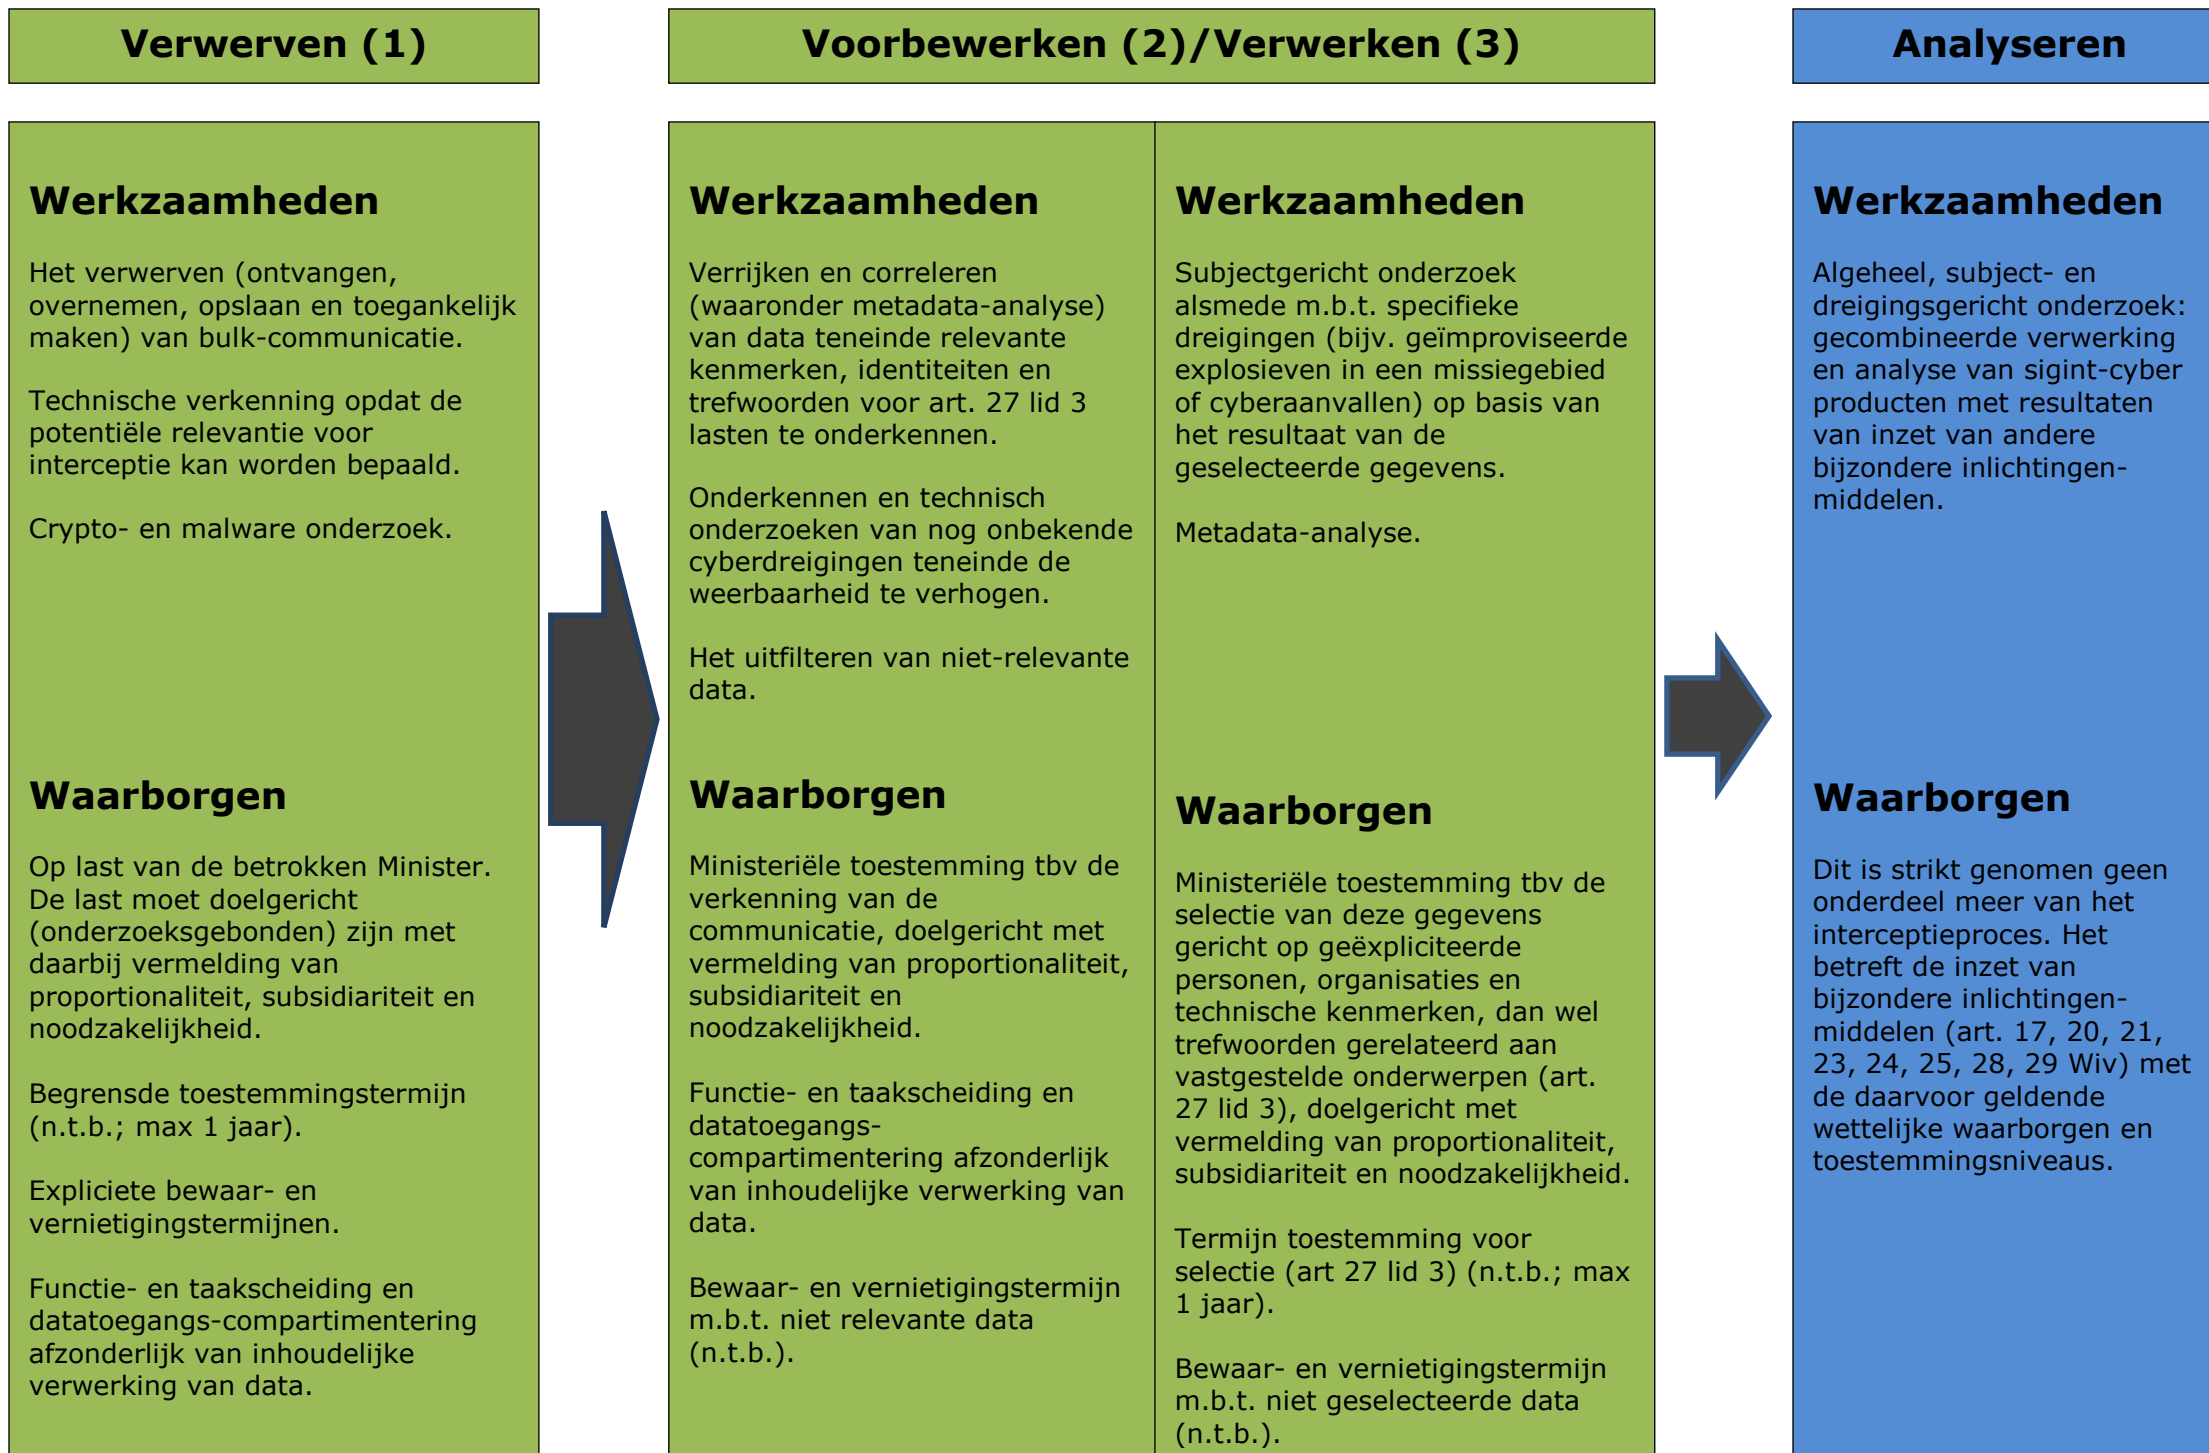 Verwerven (1)
Voorbewerken (2)/Verwerken (3)
Analyseren
Werkzaamheden
Het verwerven (ontvangen,
overnemen, opslaan en toegankelijk
maken) van bulk-communicatie.
Technische verkenning opdat de
potentiële relevantie voor
interceptie kan worden bepaald.
Crypto- en malware onderzoek.
Waarborgen
Op last van de betrokken Minister.
De last moet doelgericht
(onderzoeksgebonden) zijn met
daarbij vermelding van
proportionaliteit, subsidiariteit en
noodzakelijkheid.
Begrensde toestemmingstermijn
(n.t.b.; max 1 jaar).
Expliciete bewaar- en
vernietigingstermijnen.
Functie- en taakscheiding en
datatoegangs-compartimentering
afzonderlijk van inhoudelijke
verwerking van data.
Werkzaamheden
Verrijken en correleren
(waaronder metadata-analyse)
van data teneinde relevante
kenmerken, identiteiten en
trefwoorden voor art. 27 lid 3
lasten te onderkennen.
Onderkennen en technisch
onderzoeken van nog onbekende
cyberdreigingen teneinde de
weerbaarheid te verhogen.
Het uitfilteren van niet-relevante
data.
Waarborgen
Ministeriële toestemming tbv de
verkenning van de
communicatie, doelgericht met
vermelding van proportionaliteit,
subsidiariteit en
noodzakelijkheid.
Functie- en taakscheiding en
datatoegangs-
compartimentering afzonderlijk
van inhoudelijke verwerking van
data.
Bewaar- en vernietigingstermijn
m.b.t. niet relevante data
(n.t.b.).
Werkzaamheden
Subjectgericht onderzoek
alsmede m.b.t. specifieke
dreigingen (bijv. geïmproviseerde
explosieven in een missiegebied
of cyberaanvallen) op basis van
het resultaat van de
geselecteerde gegevens.
Metadata-analyse.
Waarborgen
Ministeriële toestemming tbv de
selectie van deze gegevens
gericht op geëxpliciteerde
personen, organisaties en
technische kenmerken, dan wel
trefwoorden gerelateerd aan
vastgestelde onderwerpen (art.
27 lid 3), doelgericht met
vermelding van proportionaliteit,
subsidiariteit en noodzakelijkheid.
Termijn toestemming voor
selectie (art 27 lid 3) (n.t.b.; max
1 jaar).
Bewaar- en vernietigingstermijn
m.b.t. niet geselecteerde data
(n.t.b.).
Werkzaamheden
Algeheel, subject- en
dreigingsgericht onderzoek:
gecombineerde verwerking
en analyse van sigint-cyber
producten met resultaten
van inzet van andere
bijzondere inlichtingen-
middelen.
Waarborgen
Dit is strikt genomen geen
onderdeel meer van het
interceptieproces. Het
betreft de inzet van
bijzondere inlichtingen-
middelen (art. 17, 20, 21,
23, 24, 25, 28, 29 Wiv) met
de daarvoor geldende
wettelijke waarborgen en
toestemmingsniveaus.